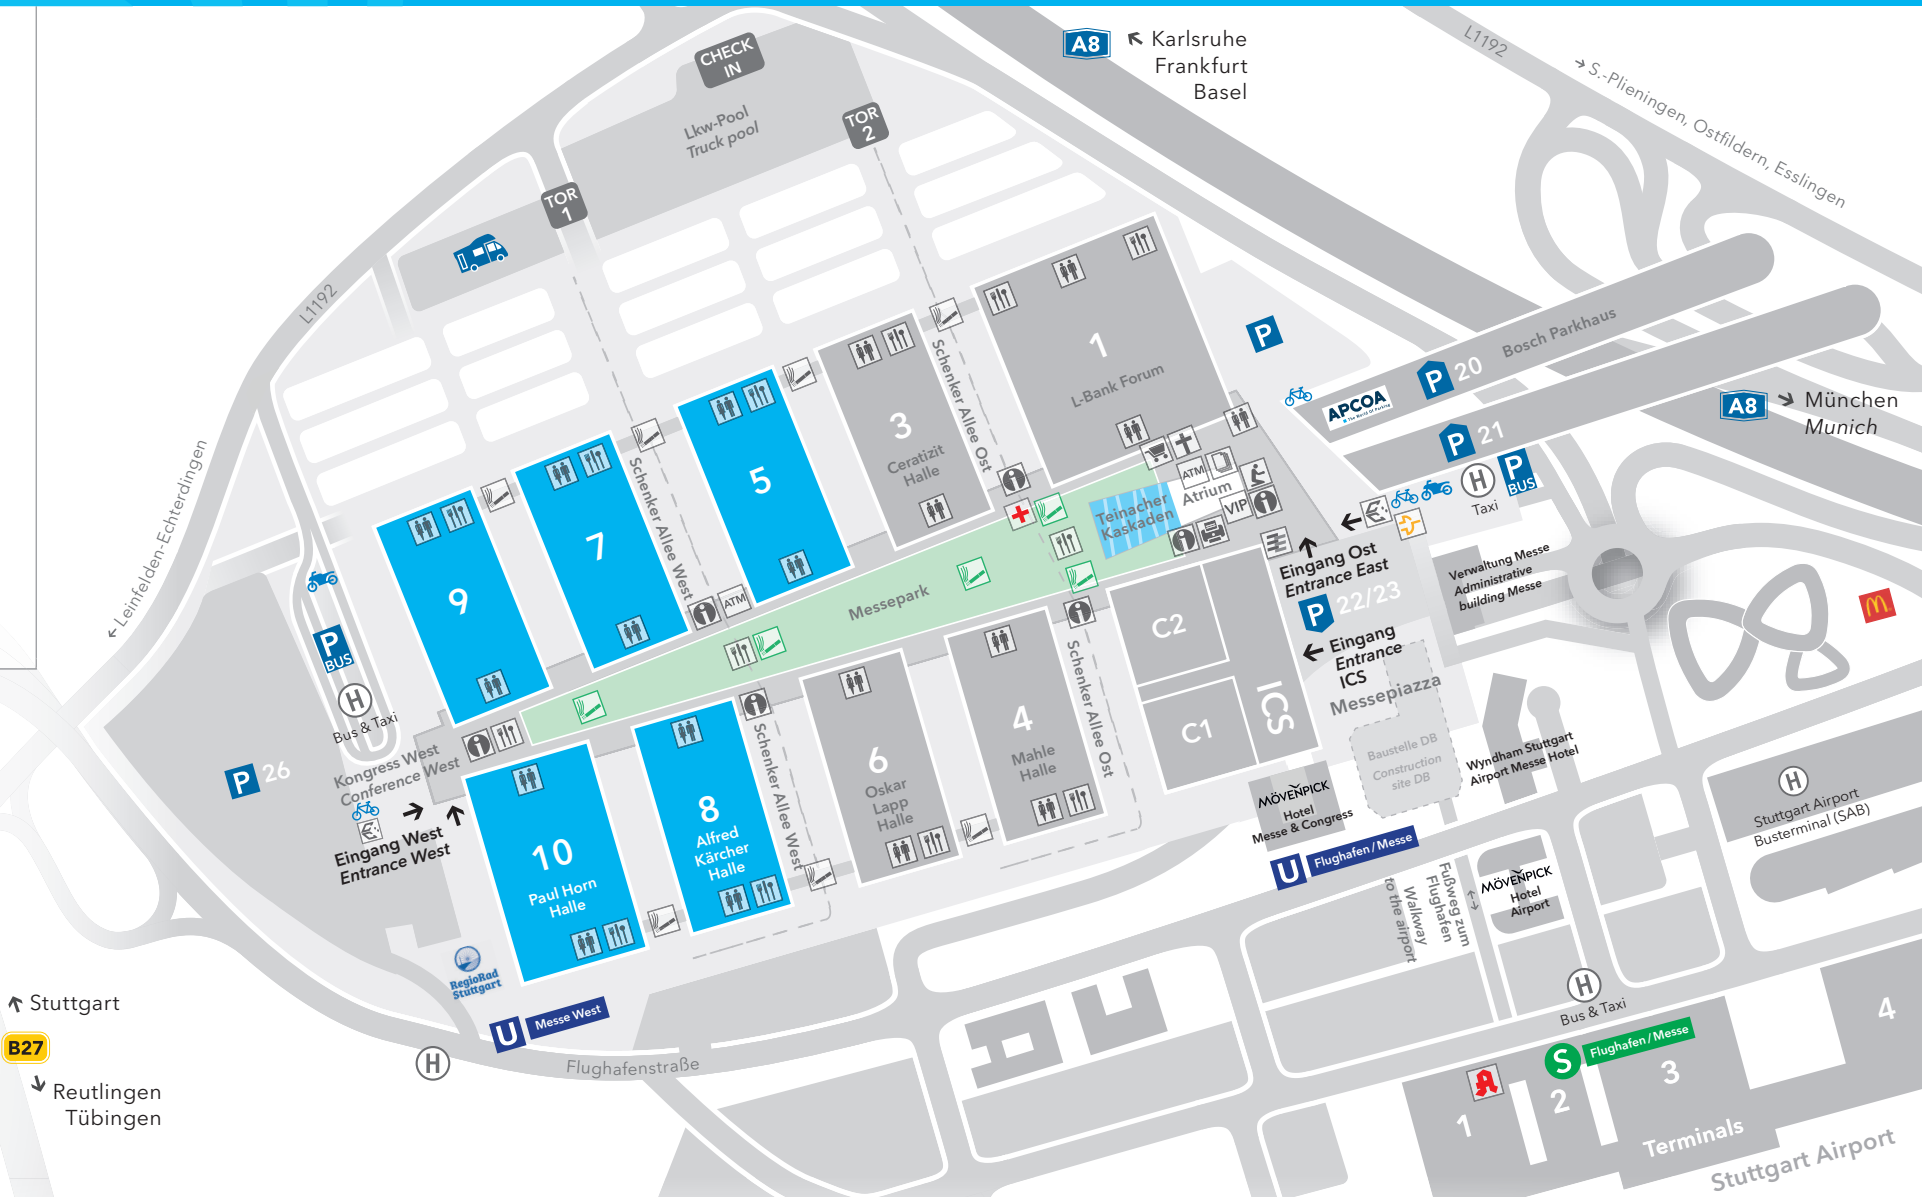 CHECK
IN
Lkw-Pool
Truck pool
TOR
1
TOR
2
A8
Karlsruhe
Frankfurt
Basel
L1192
S.-Plieningen, Ostfildern, Esslingen
L1192
Leinfelden-Echterdingen
Bosch Parkhaus
P 20
APCOA
P 21
A8
München
Munich
P
H
Taxi
P
BUS
1
L-Bank Forum
3
Ceratizit
Halle
Schenker Allee Ost
5
7
9
Schenker Allee West
ATM
ATM
Atrium
VIP
Teinacher
Kaskaden
Messepark
Eingang Ost
Entrance East
P 22/23
Eingang
Entrance
ICS
Messepiazza
Verwaltung Messe
Administrative
building Messe
C2
C1
ICS
4
Mahle
Halle
Schenker Allee Ost
6
Oskar
Lapp
Halle
8
Alfred
Kärcher
Halle
Schenker Allee West
10
Paul Horn
Halle
P
BUS
H
Bus & Taxi
Kongress West
Conference West
P 26
Eingang West
Entrance West
RegioRad
Stuttgart
U Messe West
H
Flughafenstraße
Stuttgart
B27
Reutlingen
Tübingen
Baustelle DB
Construction
site DB
Wyndham Stuttgart
Airport Messe Hotel
MÖVENPICK
Hotel
Messe & Congress
U Flughafen / Messe
Fußweg zum
Flughafen
Walkway
to the airport
MÖVENPICK
Hotel
Airport
H
Stuttgart Airport
Busterminal (SAB)
H
Bus & Taxi
S Flughafen / Messe
1
2
3
4
Terminals
Stuttgart Airport